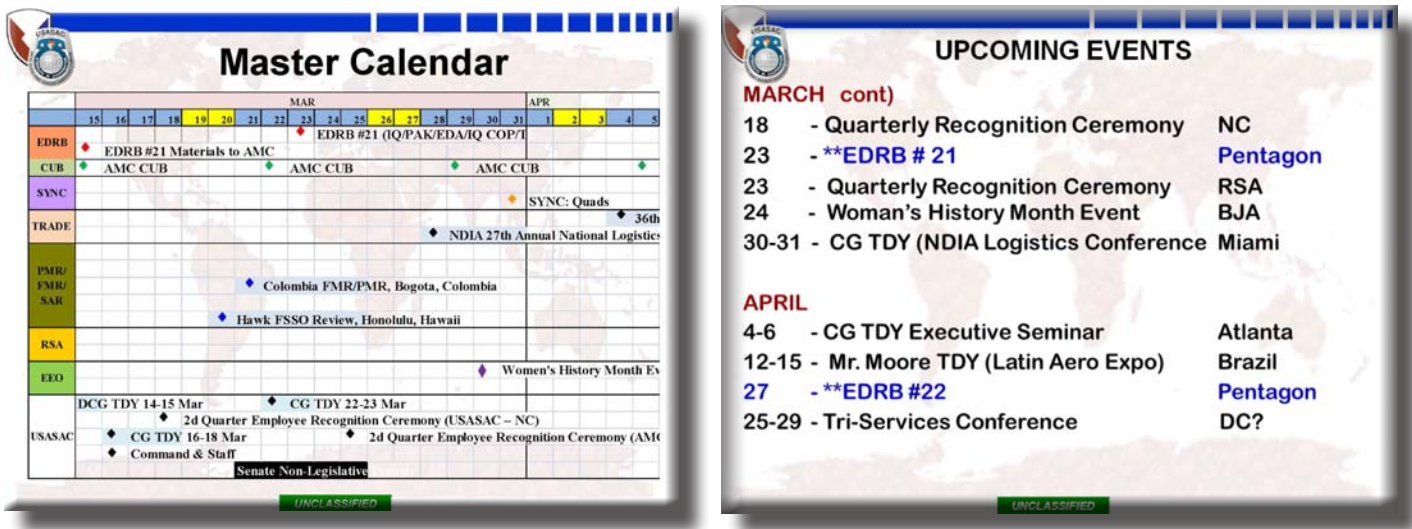 USASAC
Master Calendar
MAR APR
15 16 17 18 19 20 21 22 23 24 25 26 27 28 29 30 31 1 2 3 4 5
EDRB
EDRB #21 (IQ/PAK/EDA/IQ COP/T
EDRB #21 Materials to AMC
CUB AMC CUB AMC CUB AMC CUB
SYNC
SYNC: Quads
TRADE
36th
NDIA 27th Annual National Logistics
PMR/
FMR/
SAR
Colombia FMR/PMR, Bogota, Colombia
Hawk FSSO Review, Honolulu, Hawaii
RSA
EEO
Women's History Month Ev
USASAC
DCG TDY 14-15 Mar CG TDY 22-23 Mar
2d Quarter Employee Recognition Ceremony (USASAC – NC)
CG TDY 16-18 Mar 2d Quarter Employee Recognition Ceremony (AMC
Command & Staff
Senate Non-Legislative
UNCLASSIFIED
USASAC
UPCOMING EVENTS
MARCH cont)
18 - Quarterly Recognition Ceremony NC
23 - **EDRB # 21 Pentagon
23 - Quarterly Recognition Ceremony RSA
24 - Woman's History Month Event BJA
30-31 - CG TDY (NDIA Logistics Conference Miami
APRIL
4-6 - CG TDY Executive Seminar Atlanta
12-15 - Mr. Moore TDY (Latin Aero Expo) Brazil
27 - **EDRB #22 Pentagon
25-29 - Tri-Services Conference DC?
UNCLASSIFIED